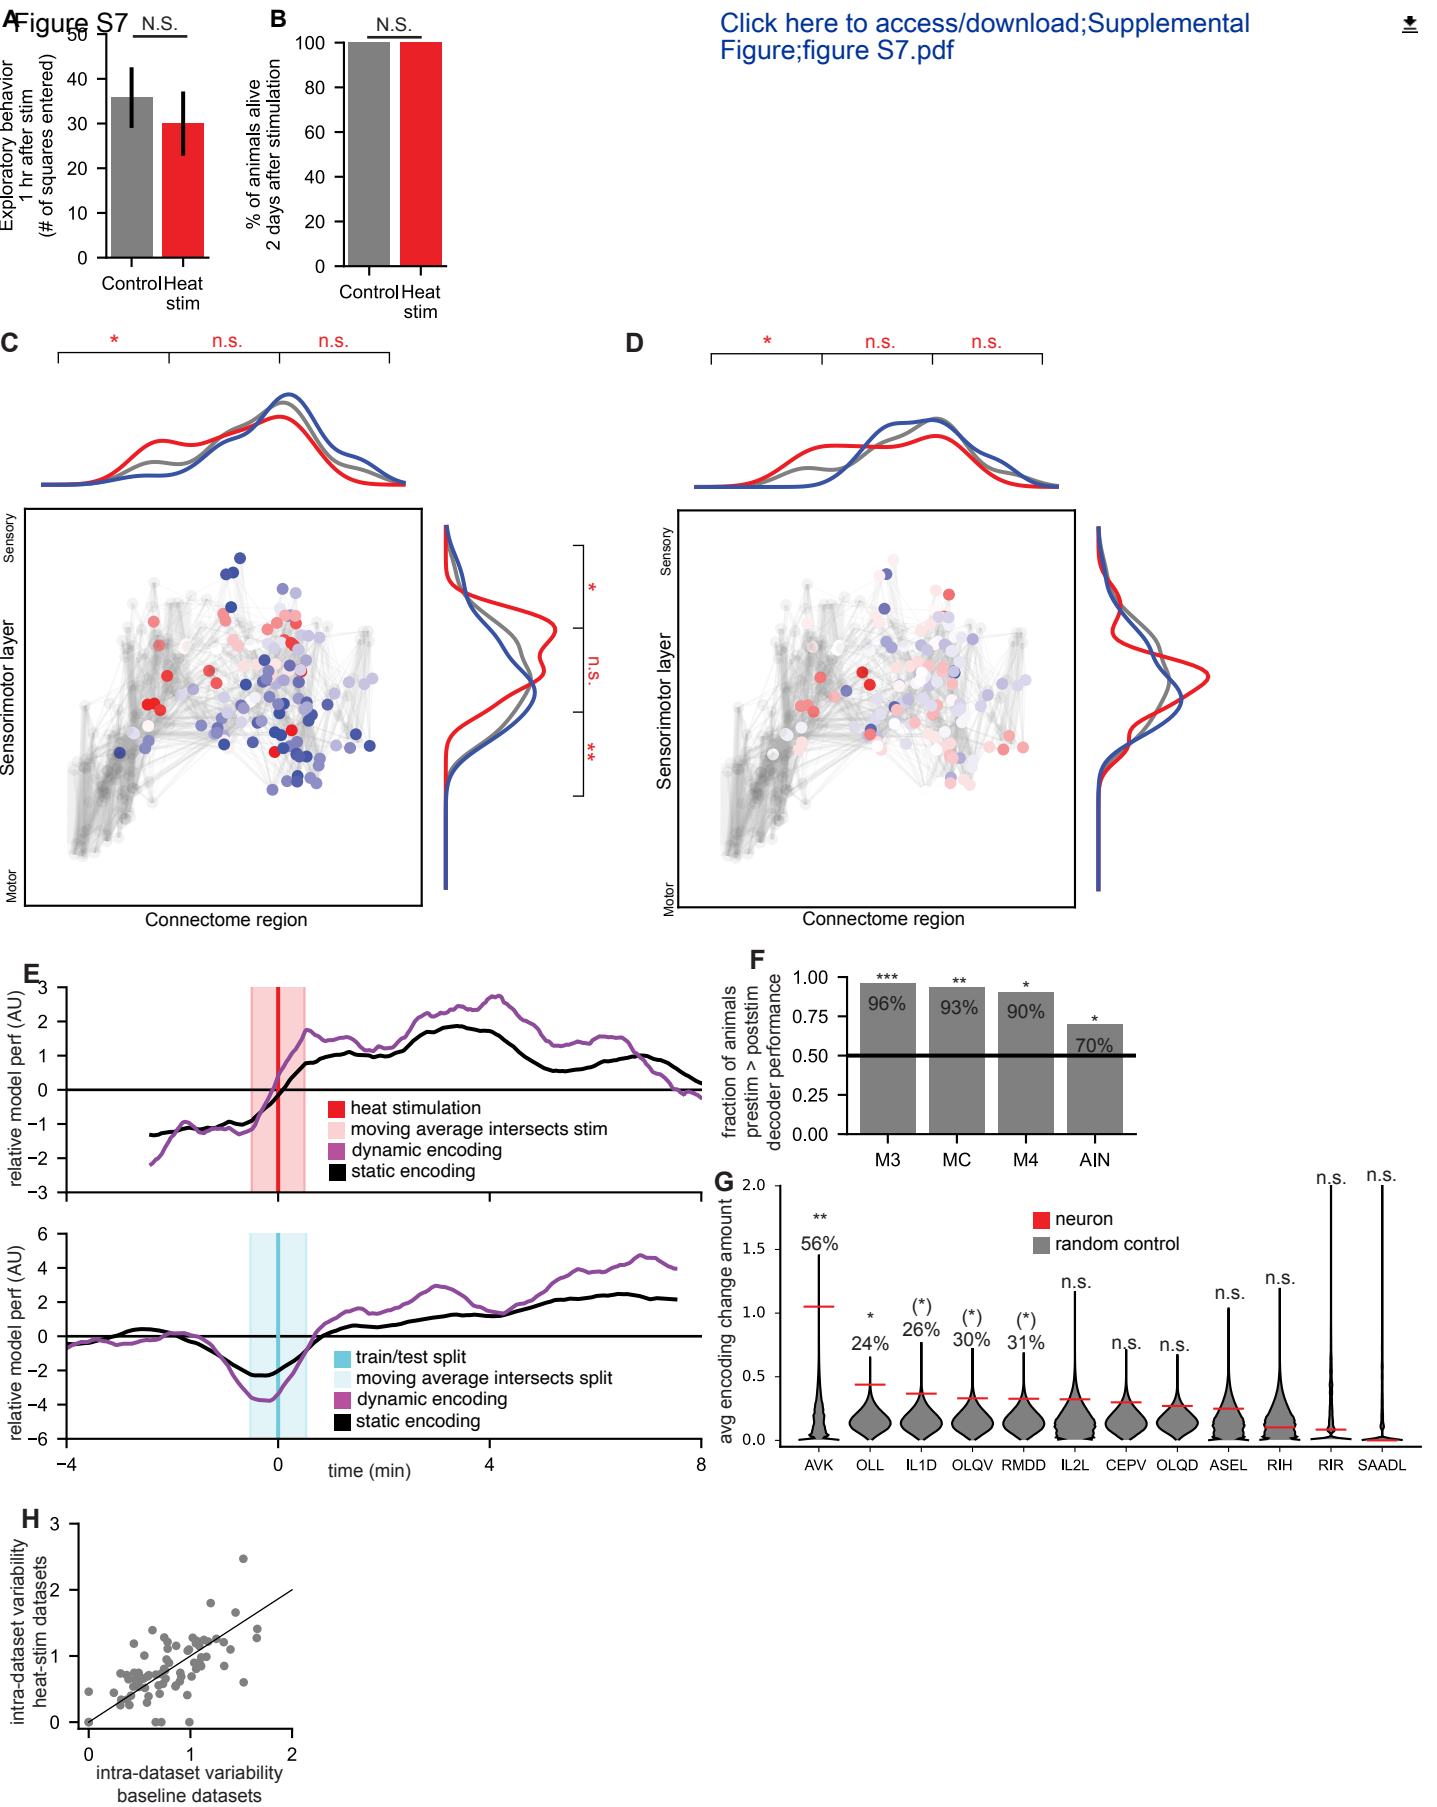 Figure S7
Click here to access/download;Supplemental
Figure;figure S7.pdf
A
N.S.
Exploratory behavior
1 hr after stim
(# of squares entered)
50
40
30
20
10
0
Control
Heat
stim
B
N.S.
% of animals alive
2 days after stimulation
100
80
60
40
20
0
Control
Heat
stim
C
*
n.s.
n.s.
Sensory
Sensorimotor layer
Motor
Connectome region
*
n.s.
**
D
*
n.s.
n.s.
Sensory
Sensorimotor layer
Motor
Connectome region
E
relative model perf (AU)
3
2
1
0
−1
−2
−3
heat stimulation
moving average intersects stim
dynamic encoding
static encoding
relative model perf (AU)
6
4
2
0
−2
−4
−6
train/test split
moving average intersects split
dynamic encoding
static encoding
−4
0
4
8
time (min)
F
fraction of animals
prestim > poststim
decoder performance
1.00
0.75
0.50
0.25
0.00
***
96%
**
93%
*
90%
*
70%
M3
MC
M4
AIN
G
avg encoding change amount
2.0
1.5
1.0
0.5
0.0
neuron
random control
**
56%
*
24%
(*)
26%
(*)
30%
(*)
31%
n.s.
n.s.
n.s.
n.s.
n.s.
n.s.
n.s.
AVK
OLL
IL1D
OLQV
RMDD
IL2L
CEPV
OLQD
ASEL
RIH
RIR
SAADL
H
intra-dataset variability
heat-stim datasets
3
2
1
0
0
1
2
intra-dataset variability
baseline datasets